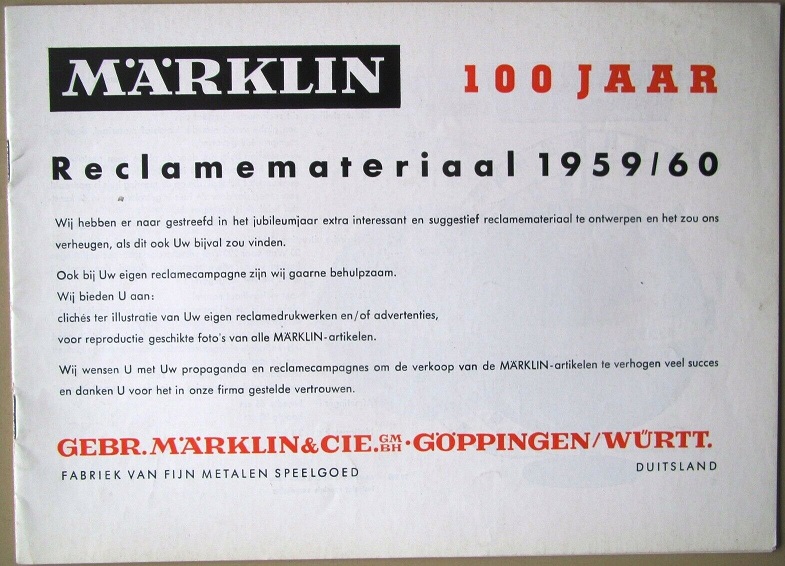 MÄRKLIN 100 JAAR
Reclamemateriaal 1959/60
Wij hebben er naar gestreefd in het jubileumjaar extra interessant en suggestief reclamemateriaal te ontwerpen en het zou ons
verheugen, als dit ook Uw bijval zou vinden.
Ook bij Uw eigen reclamecampagne zijn wij gaarne behulpzaam.
Wij bieden U aan:
clichés ter illustratie van Uw eigen reclamedrukwerken en/of advertenties,
voor reproductie geschikte foto's van alle MÄRKLIN-artikelen.
Wij wensen U met Uw propaganda en reclamecampagnes om de verkoop van de MÄRKLIN-artikelen te verhogen veel succes
en danken U voor het in onze firma gestelde vertrouwen.
GEBR. MÄRKLIN & CIE. GMBH · GÖPPINGEN/WÜRTT.
FABRIEK VAN FIJN METALEN SPEELGOED DUITSLAND